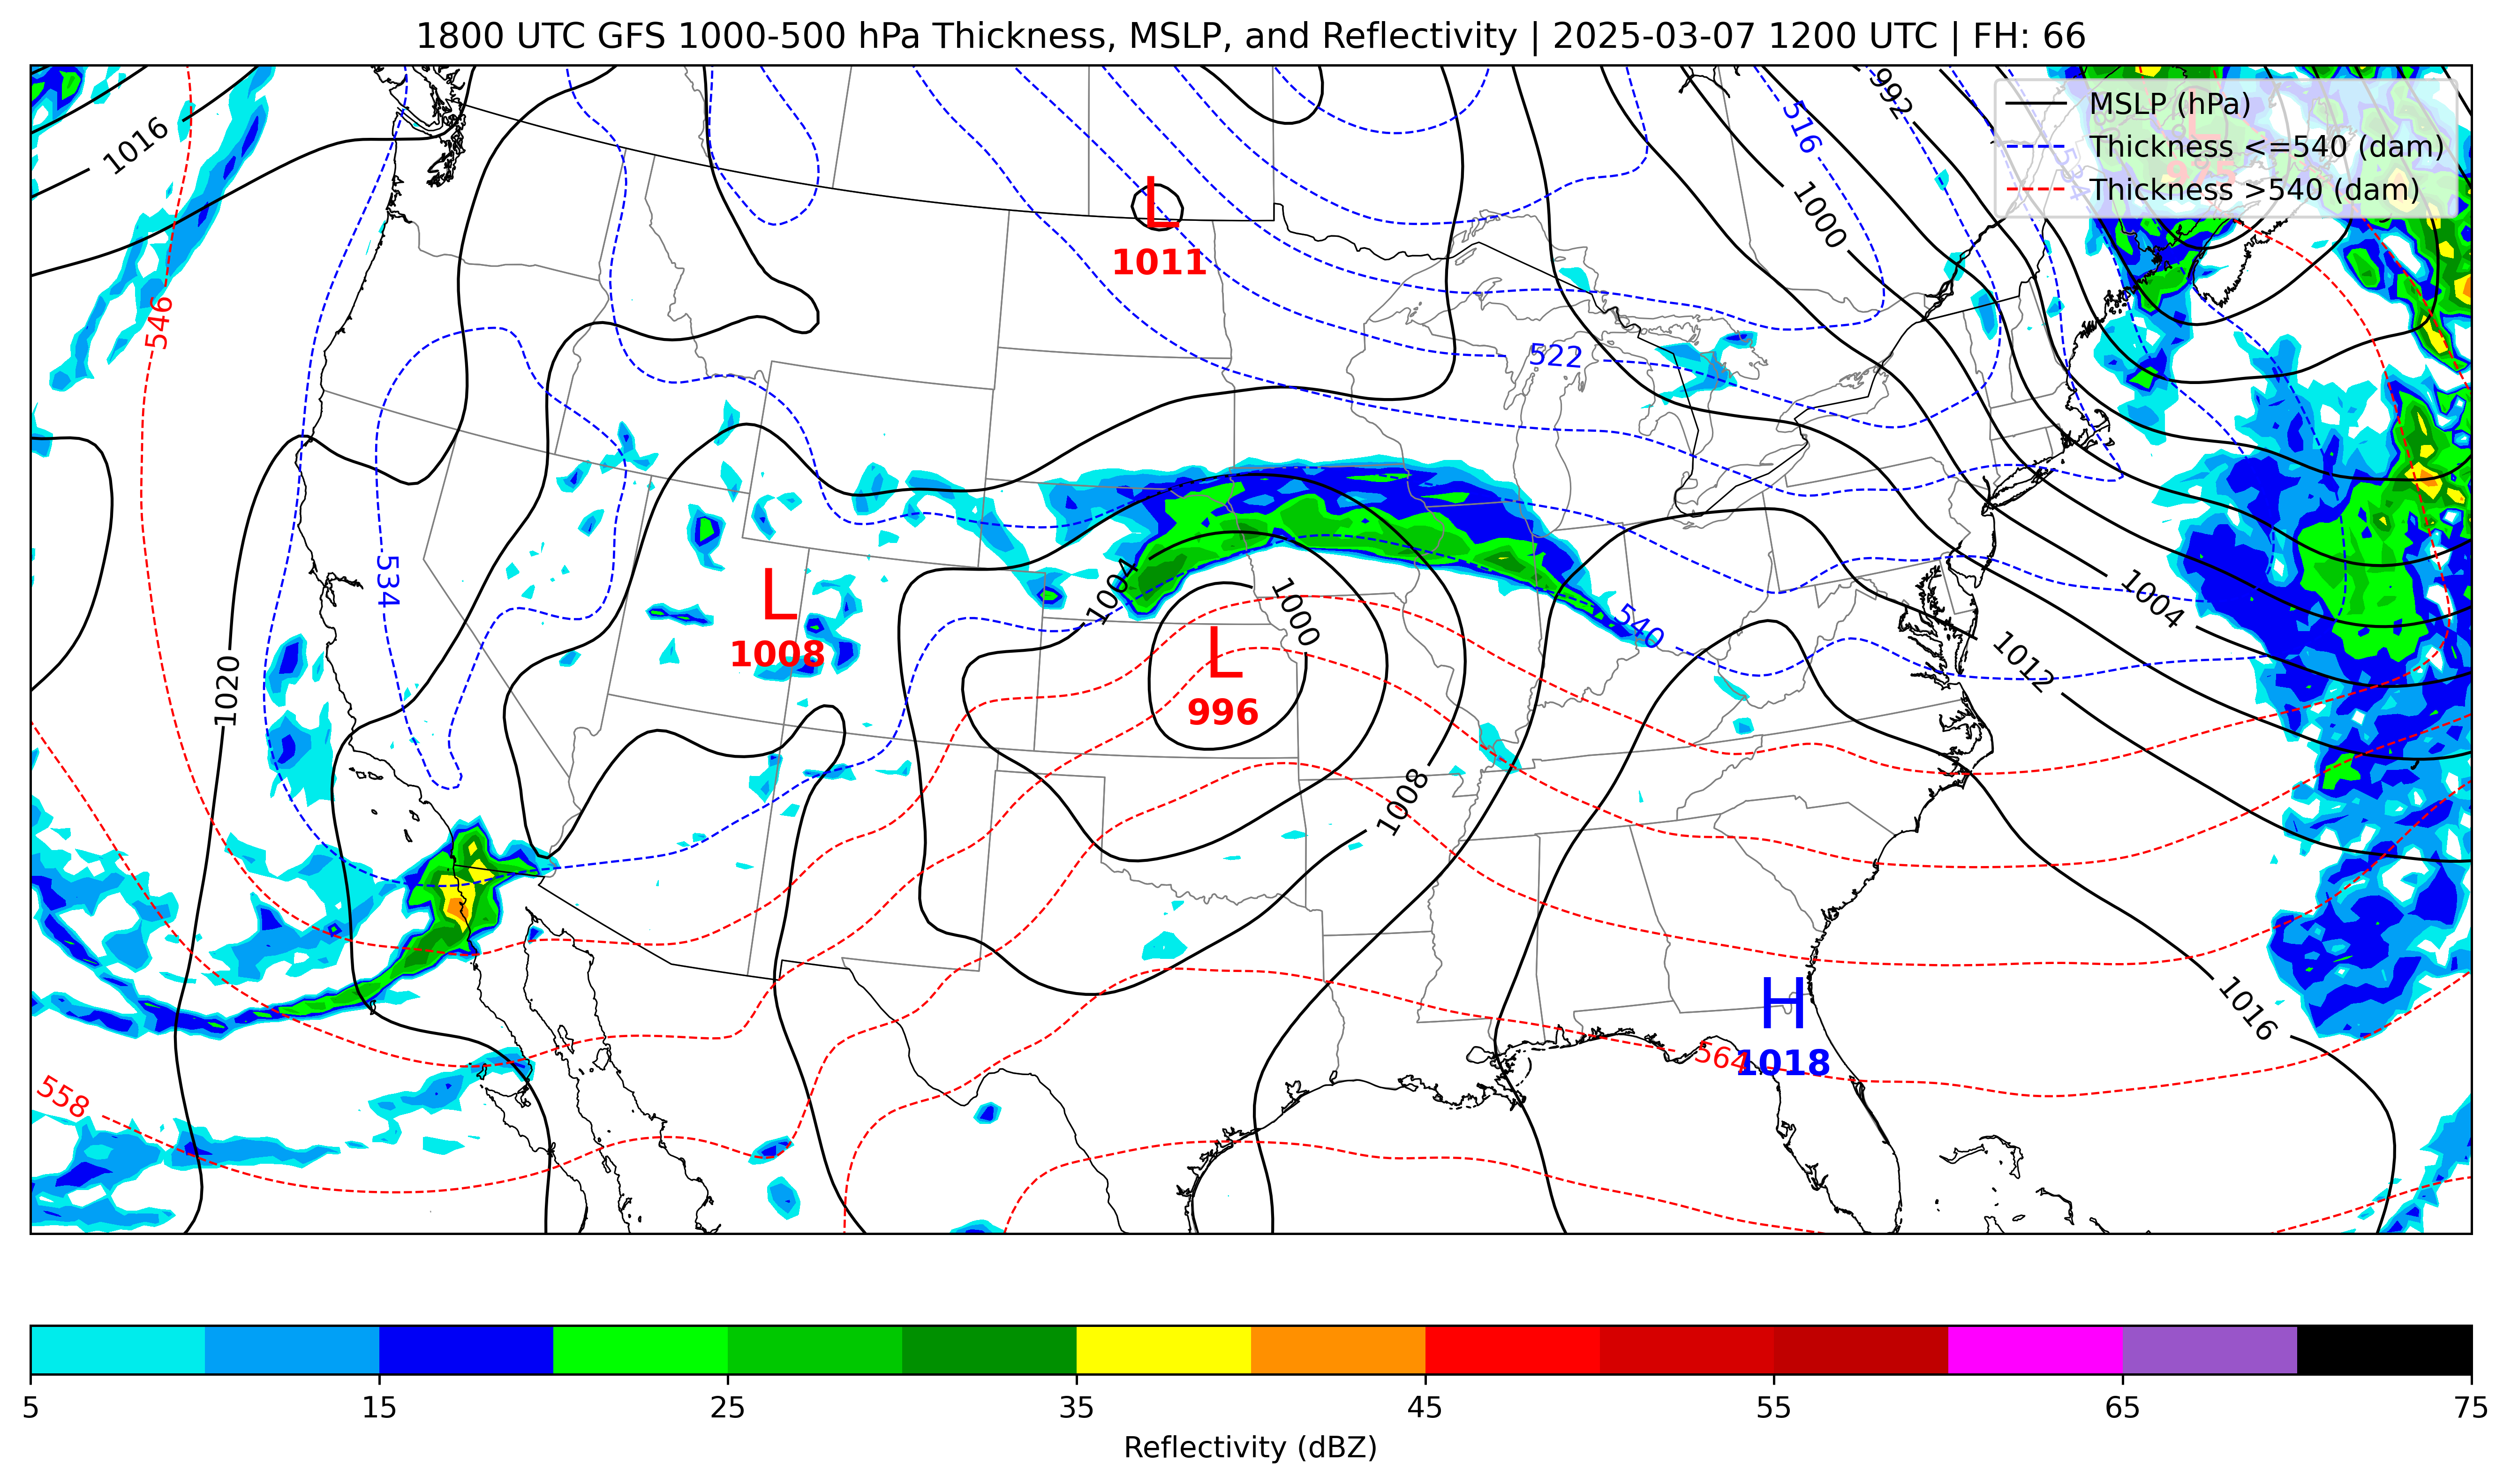 1800 UTC GFS 1000-500 hPa Thickness, MSLP, and Reflectivity | 2025-03-07 1200 UTC | FH: 66
MSLP (hPa)
Thickness <=540 (dam)
Thickness >540 (dam)
992
516
1016
1000
L
1011
546
522
534
L
1008
1004
1000
540
1004
L
996
1012
1020
1008
H
1018
564
1016
558
5 15 25 35 45 55 65 75
Reflectivity (dBZ)